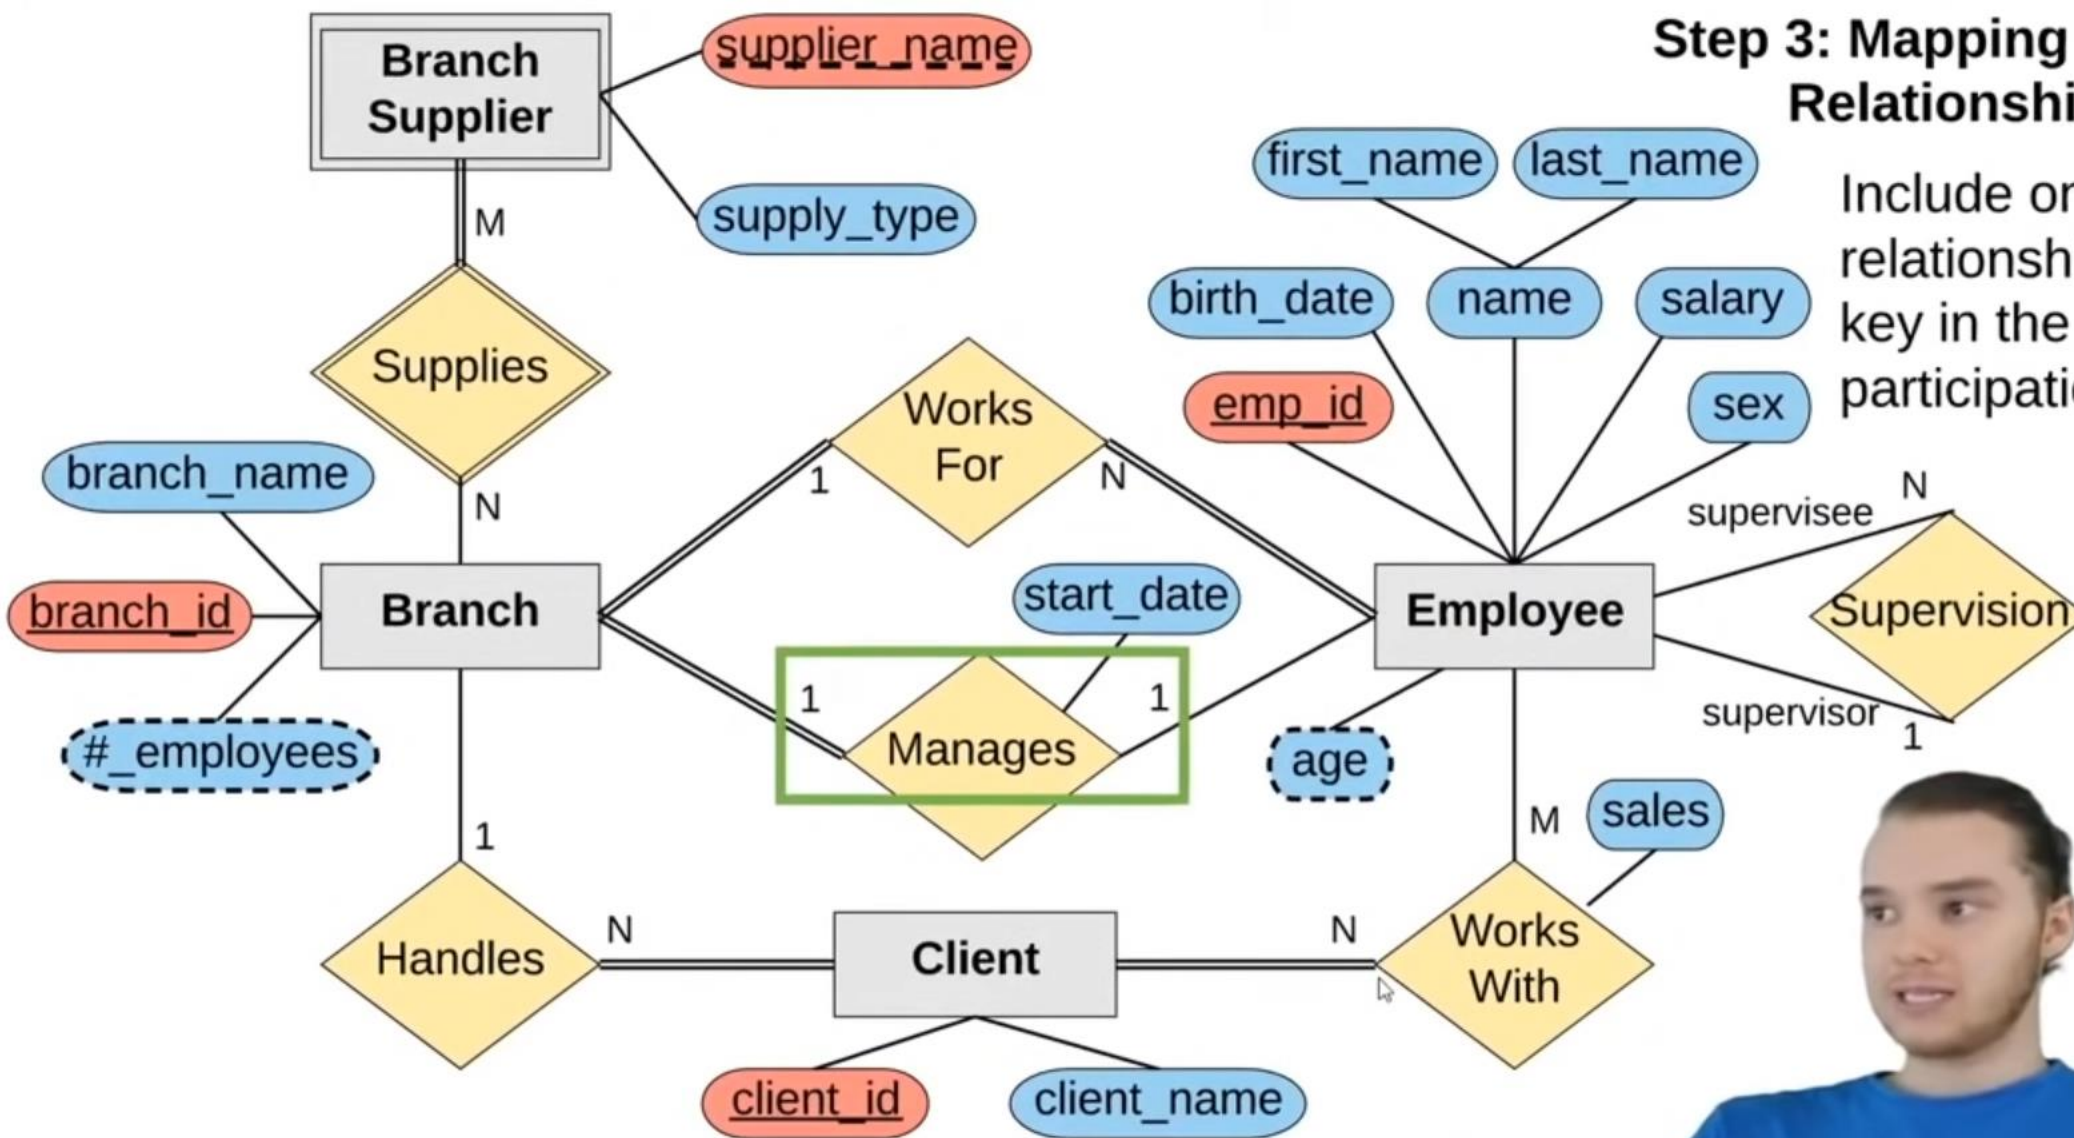 Step 3: Mapping
Relationshi
Include or
relationsh
key in the
participati
Branch
Supplier
supplier_name
supply_type
M
Supplies
N
branch_name
branch_id
#_employees
Branch
1
Handles
N
Client
client_id
client_name
Works
For
1
N
start_date
1
Manages
1
first_name
last_name
birth_date
name
salary
emp_id
sex
Employee
age
supervisee
N
Supervision
supervisor
1
M
sales
N
Works
With